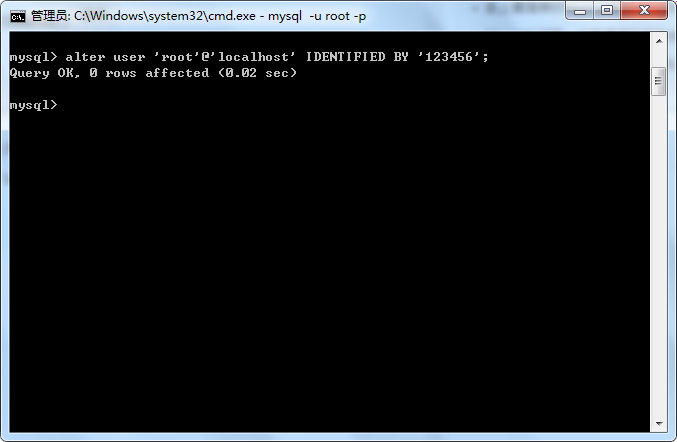 管理员: C:\Windows\system32\cmd.exe - mysql  -u root -p
mysql> alter user 'root'@'localhost' IDENTIFIED BY '123456';
Query OK, 0 rows affected (0.02 sec)
mysql>